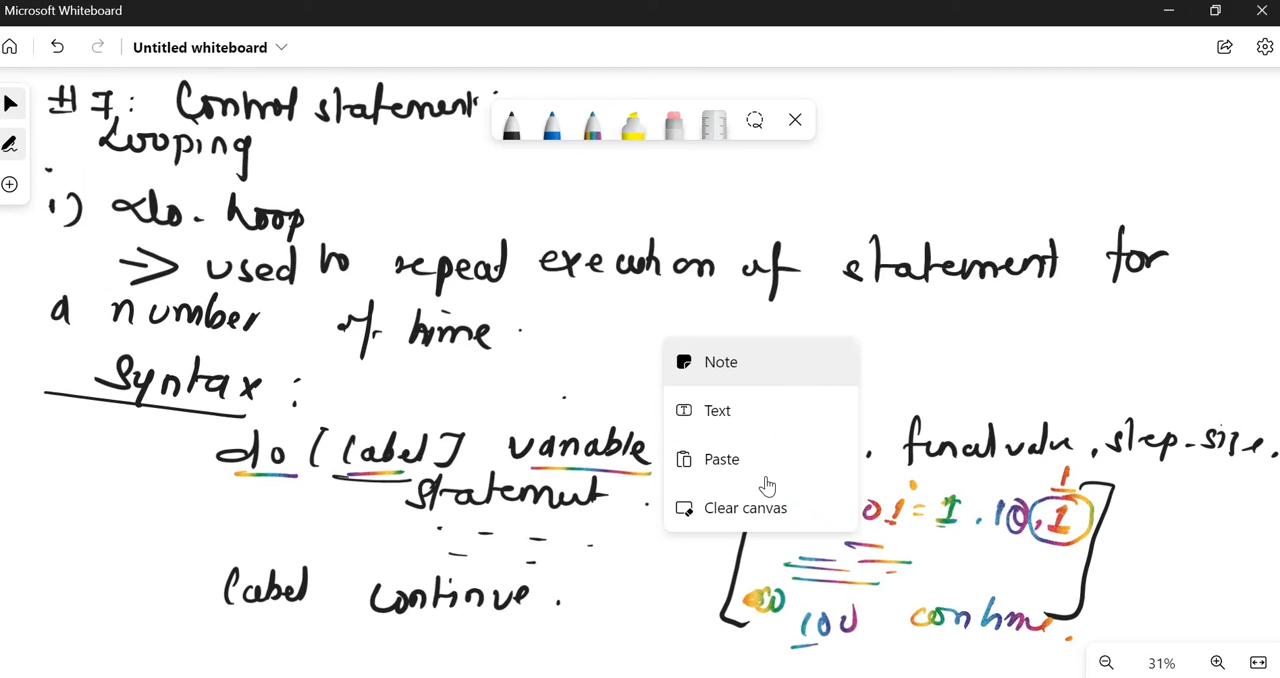 Microsoft Whiteboard
Untitled whiteboard
#7: Control statement:
Looping
i) Do-Loop
=> used to repeat execution of statement for
a number of time.
Syntax:
do [label] variable , final value, step-size.
statement .
label continue.
i = 1, 10, 1
1
100 continue.
Note
Text
Paste
Clear canvas
31%